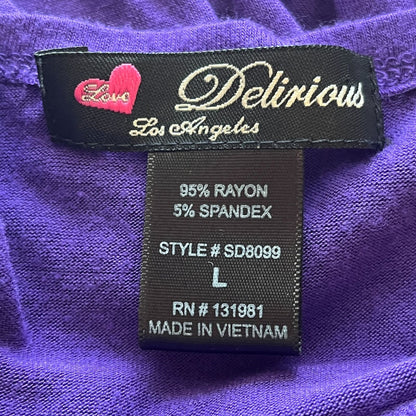 Love Delirious
Los Angeles
95% RAYON
5% SPANDEX
STYLE # SD8099
L
RN # 131981
MADE IN VIETNAM